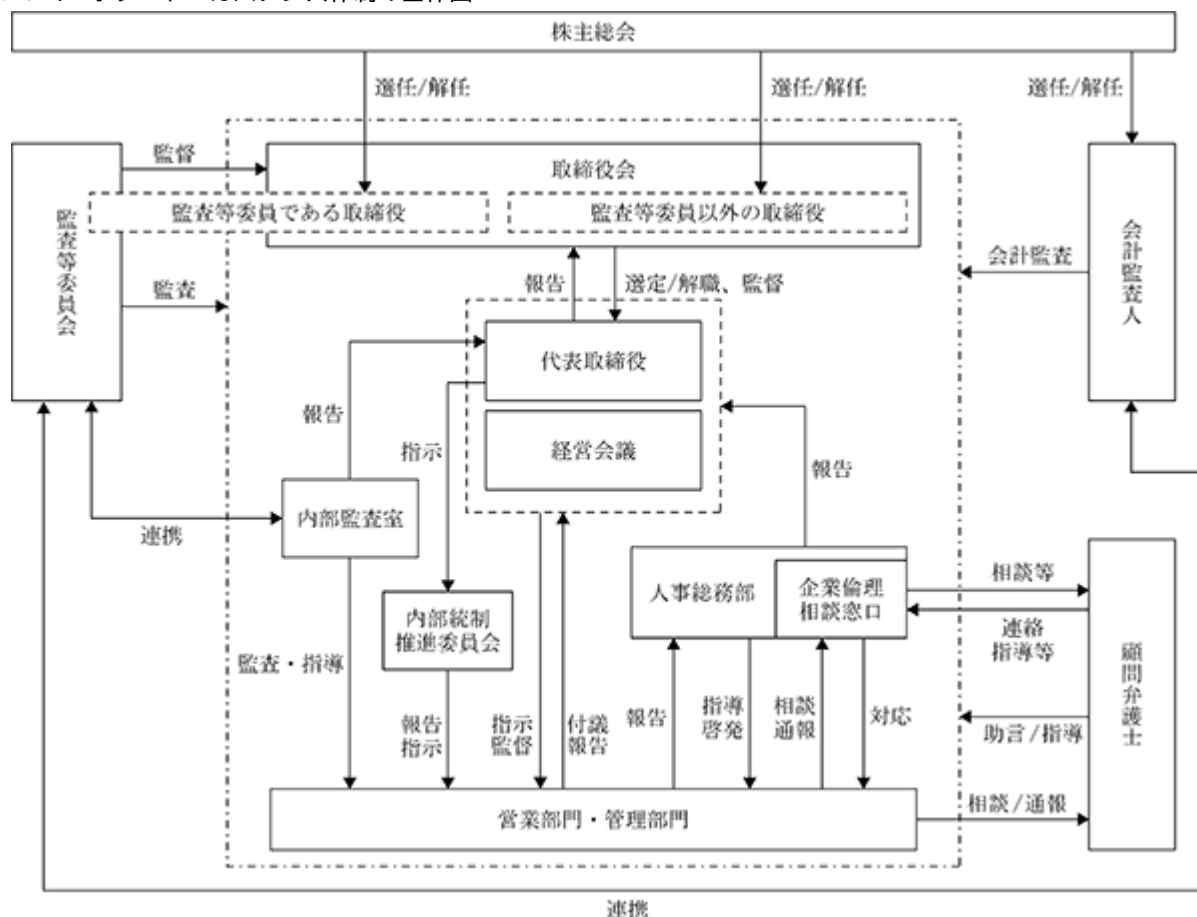 株主総会
選任/解任
選任/解任
選任/解任
監督
取締役会
監査等委員である取締役
監査等委員以外の取締役
監査等委員会
会計監査人
監査
報告
選定/解職、監督
会計監査
代表取締役
報告
指示
経営会議
報告
内部監査室
連携
人事総務部
企業倫理
相談窓口
相談等
連絡
指導等
内部統制
推進委員会
監査・指導
顧問弁護士
報告
指示
指示
監督
付議
報告
報告
指導
啓発
相談
通報
対応
助言/指導
営業部門・管理部門
相談/通報
連携